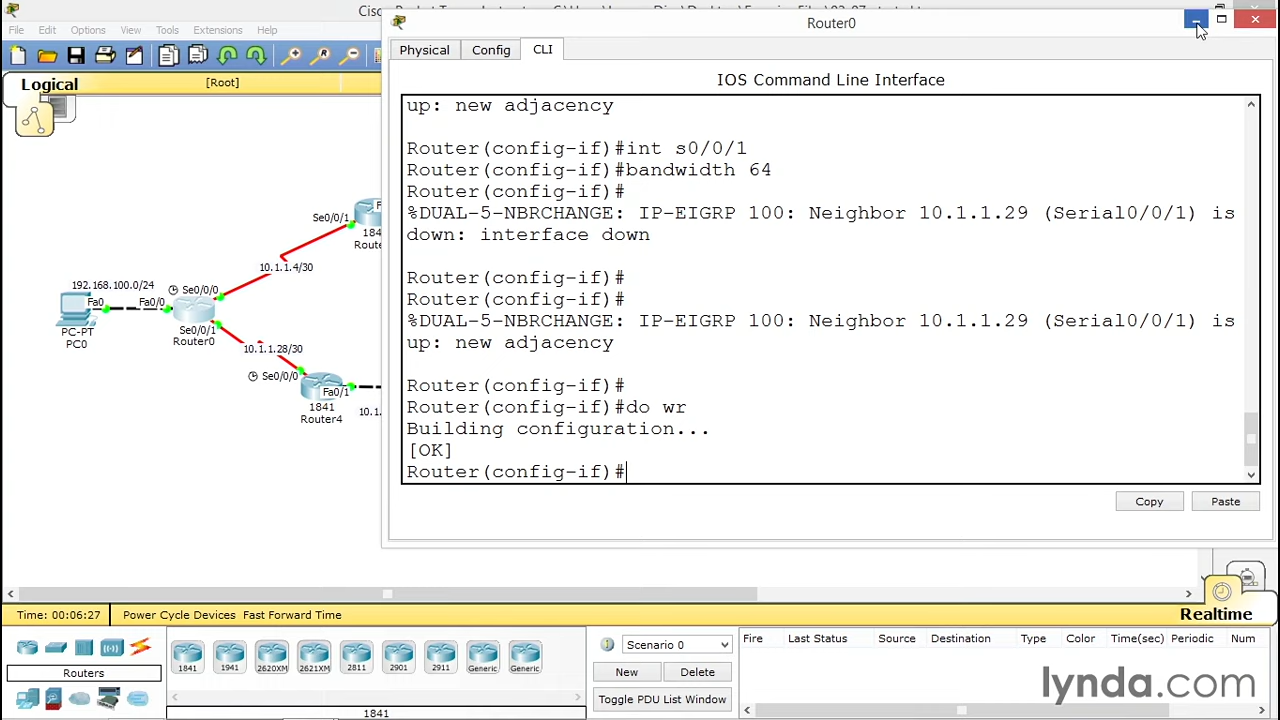 Router0
File Edit Options View Tools Extensions Help
Logical
[Root]
Physical
Config
CLI
IOS Command Line Interface
up: new adjacency
Router(config-if)#int s0/0/1
Router(config-if)#bandwidth 64
Router(config-if)#
%DUAL-5-NBRCHANGE: IP-EIGRP 100: Neighbor 10.1.1.29 (Serial0/0/1) is
down: interface down
Router(config-if)#
Router(config-if)#
%DUAL-5-NBRCHANGE: IP-EIGRP 100: Neighbor 10.1.1.29 (Serial0/0/1) is
up: new adjacency
Router(config-if)#
Router(config-if)#do wr
Building configuration...
[OK]
Router(config-if)#
Copy
Paste
Se0/0/1
184
Route
10.1.1.4/30
192.168.100.0/24
Se0/0/0
Fa0
Fa0/0
PC-PT
PC0
Se0/0/1
Router0
10.1.1.28/30
Se0/0/0
Fa0/1
1841
Router4
10.1
Time: 00:06:27
Power Cycle Devices Fast Forward Time
Realtime
Routers
1841
1941
2620XM
2621XM
2811
2901
2911
Generic
Generic
1841
Scenario 0
New
Delete
Toggle PDU List Window
Fire Last Status Source Destination Type Color Time(sec) Periodic Num
lynda.com